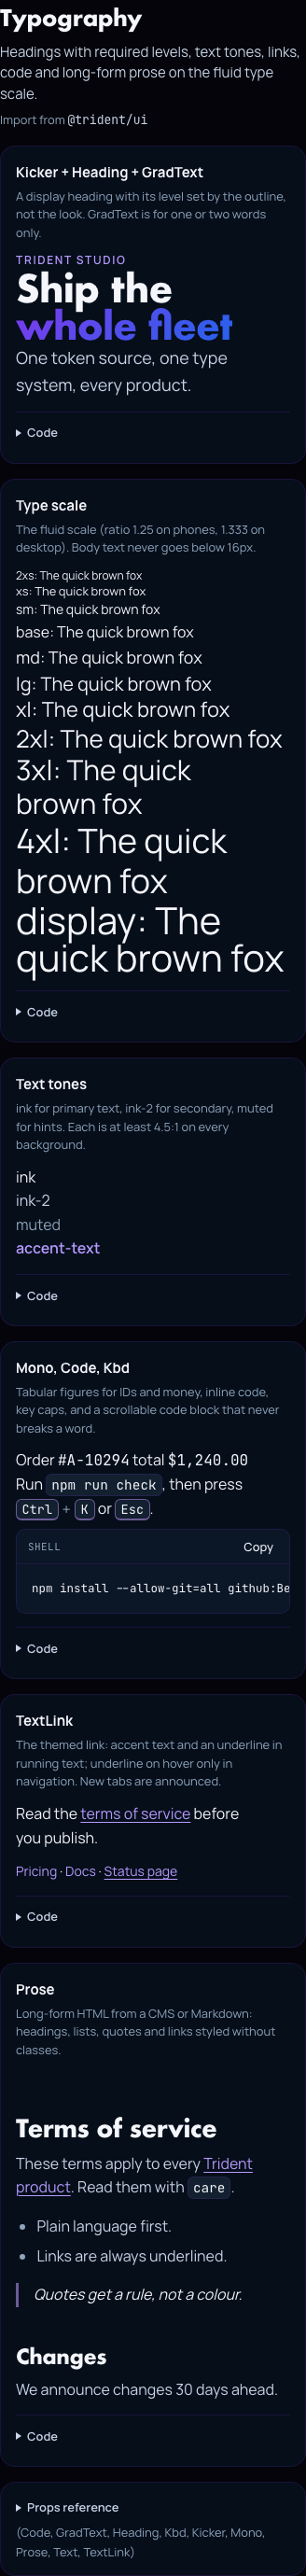 Typography
Headings with required levels, text tones, links,
code and long-form prose on the fluid type
scale.
Import from @trident/ui
Kicker + Heading + GradText
A display heading with its level set by the outline,
not the look. GradText is for one or two words
only.
TRIDENT STUDIO
Ship the
whole fleet
One token source, one type
system, every product.
Code
Type scale
The fluid scale (ratio 1.25 on phones, 1.333 on
desktop). Body text never goes below 16px.
2xs: The quick brown fox
xs: The quick brown fox
sm: The quick brown fox
base: The quick brown fox
md: The quick brown fox
lg: The quick brown fox
xl: The quick brown fox
2xl: The quick brown fox
3xl: The quick
brown fox
4xl: The quick
brown fox
display: The
quick brown fox
Code
Text tones
ink for primary text, ink-2 for secondary, muted
for hints. Each is at least 4.5:1 on every
background.
ink
ink-2
muted
accent-text
Code
Mono, Code, Kbd
Tabular figures for IDs and money, inline code,
key caps, and a scrollable code block that never
breaks a word.
Order #A-10294 total $1,240.00
Run npm run check, then press
Ctrl + K or Esc.
SHELL
Copy
npm install --allow-git=all github:Be
Code
TextLink
The themed link: accent text and an underline in
running text; underline on hover only in
navigation. New tabs are announced.
Read the terms of service before
you publish.
Pricing · Docs · Status page
Code
Prose
Long-form HTML from a CMS or Markdown:
headings, lists, quotes and links styled without
classes.
Terms of service
These terms apply to every Trident
product. Read them with care.
Plain language first.
Links are always underlined.
Quotes get a rule, not a colour.
Changes
We announce changes 30 days ahead.
Code
Props reference
(Code, GradText, Heading, Kbd, Kicker, Mono,
Prose, Text, TextLink)